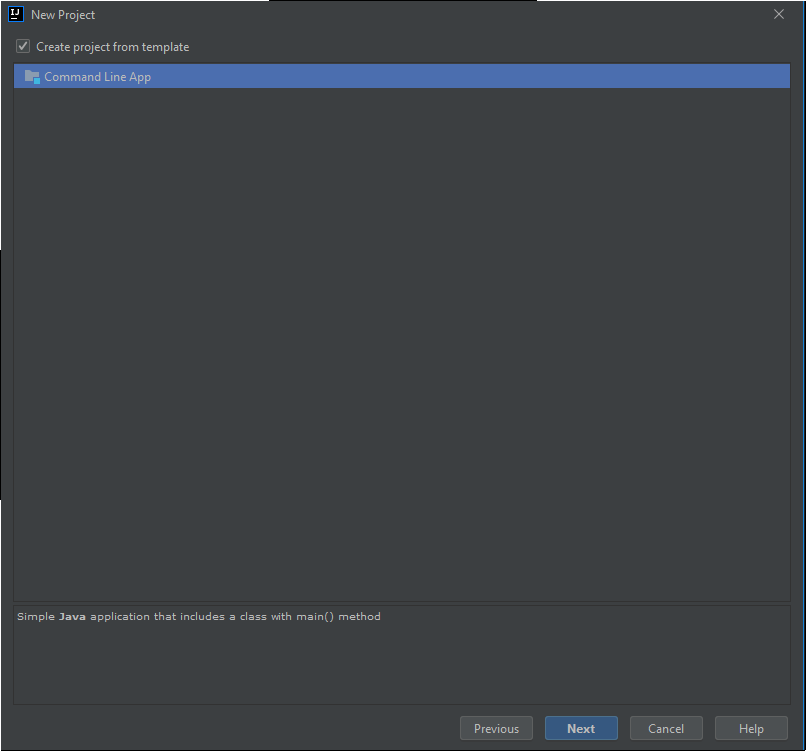 IJ New Project
Create project from template
Command Line App
Simple Java application that includes a class with main() method
Previous Next Cancel Help